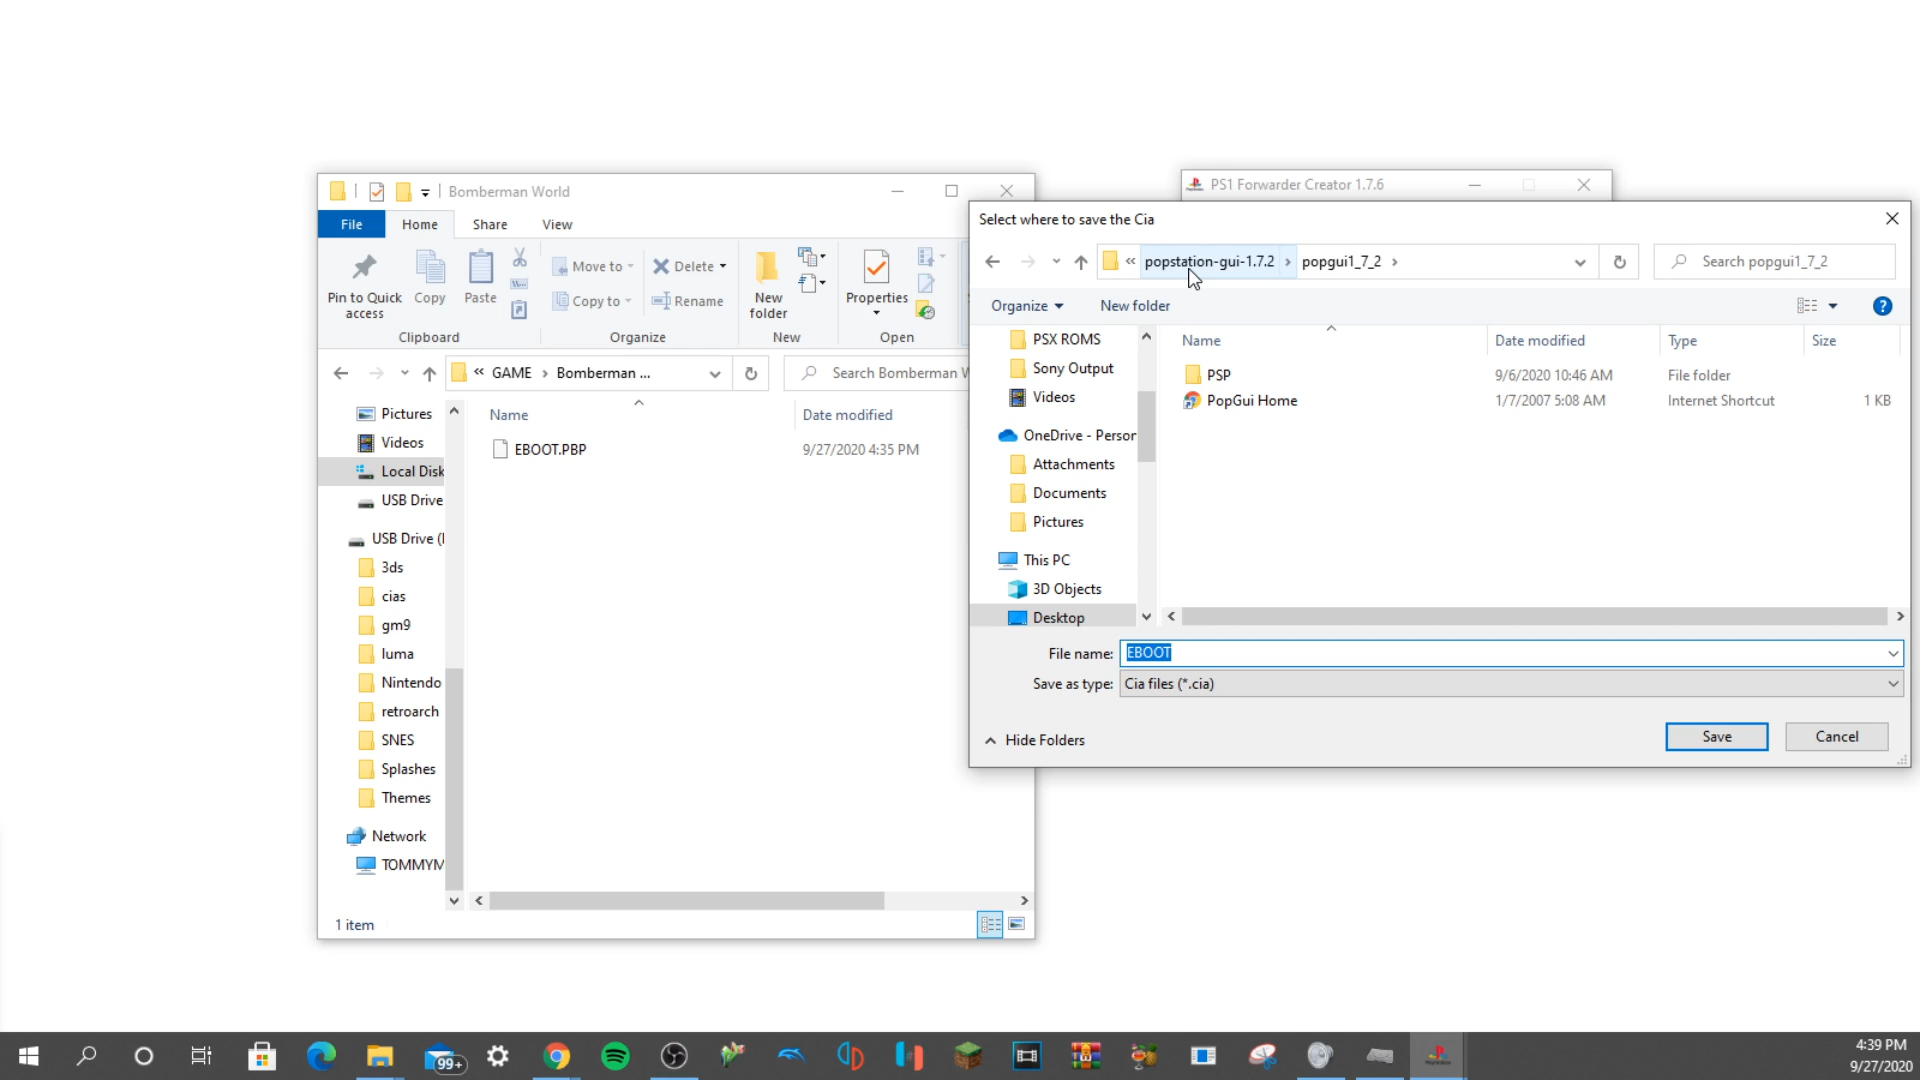 Bomberman World
File
Home
Share
View
Pin to Quick access
Copy
Paste
Move to
Copy to
Delete
Rename
New folder
Properties
Clipboard
Organize
New
Open
« GAME › Bomberman ...
Search Bomberman W
Pictures
Videos
Local Disk
USB Drive
USB Drive (
3ds
cias
gm9
luma
Nintendo
retroarch
SNES
Splashes
Themes
Network
TOMMYM
Name
Date modified
EBOOT.PBP
9/27/2020 4:35 PM
1 item
PS1 Forwarder Creator 1.7.6
Select where to save the Cia
« popstation-gui-1.7.2 › popgui1_7_2 ›
Search popgui1_7_2
Organize
New folder
PSX ROMS
Sony Output
Videos
OneDrive - Person
Attachments
Documents
Pictures
This PC
3D Objects
Desktop
Name
Date modified
Type
Size
PSP
9/6/2020 10:46 AM
File folder
PopGui Home
1/7/2007 5:08 AM
Internet Shortcut
1 KB
File name:
EBOOT
Save as type:
Cia files (*.cia)
Hide Folders
Save
Cancel
99+
4:39 PM
9/27/2020